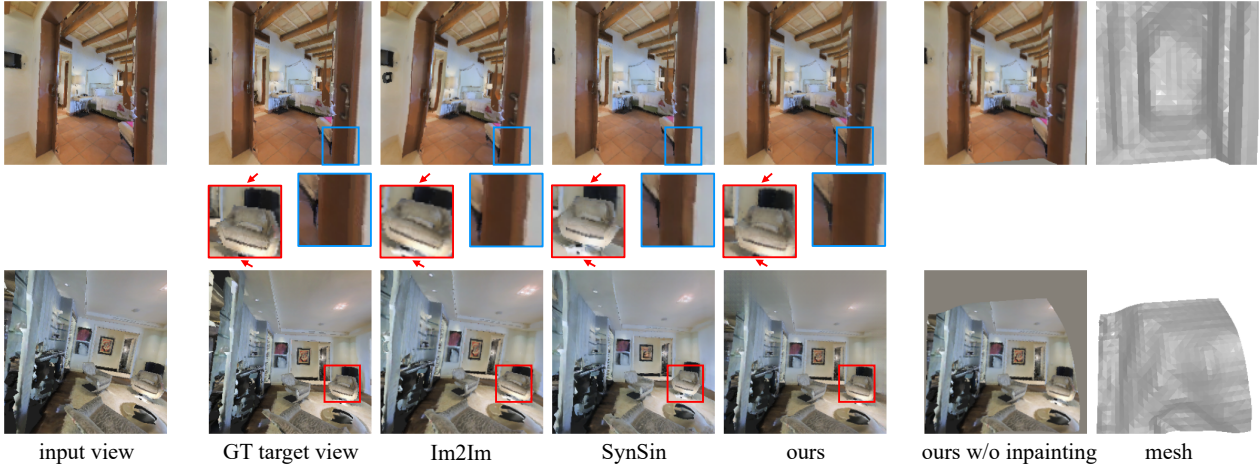 input view
GT target view
Im2Im
SynSin
ours
ours w/o inpainting
mesh